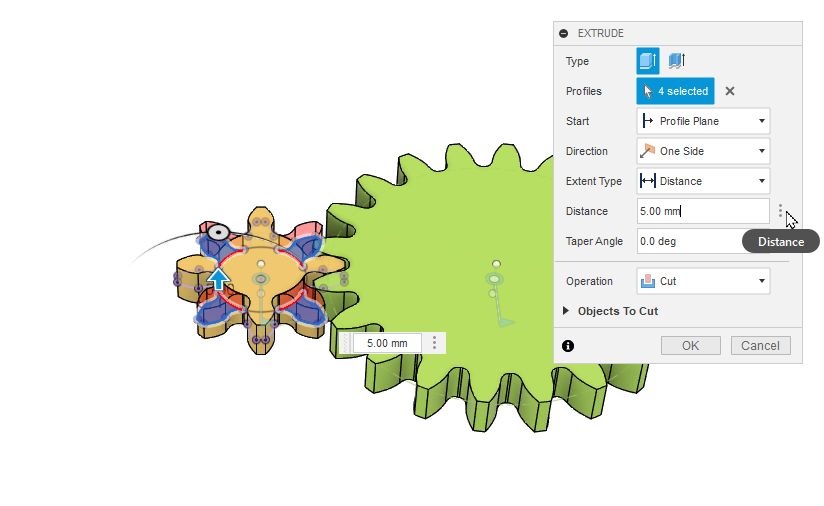 EXTRUDE
Type
Profiles 4 selected
Start Profile Plane
Direction One Side
Extent Type Distance
Distance 5.00 mm
Distance
Taper Angle 0.0 deg
Operation Cut
Objects To Cut
OK Cancel
5.00 mm